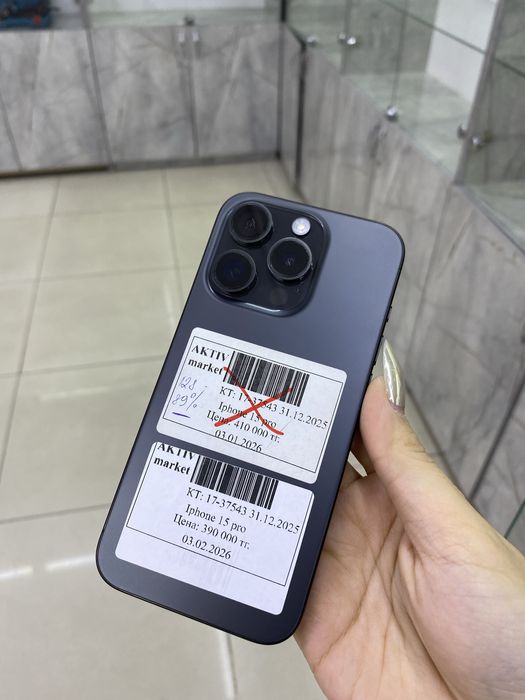 AKTIV
market
128
89%
КТ: 17-37543 31.12.2025
Iphone 15 pro
Цена: 410 000 тг.
03.01.2026
AKTIV
market
КТ: 17-37543 31.12.2025
Iphone 15 pro
Цена: 390 000 тг.
03.02.2026